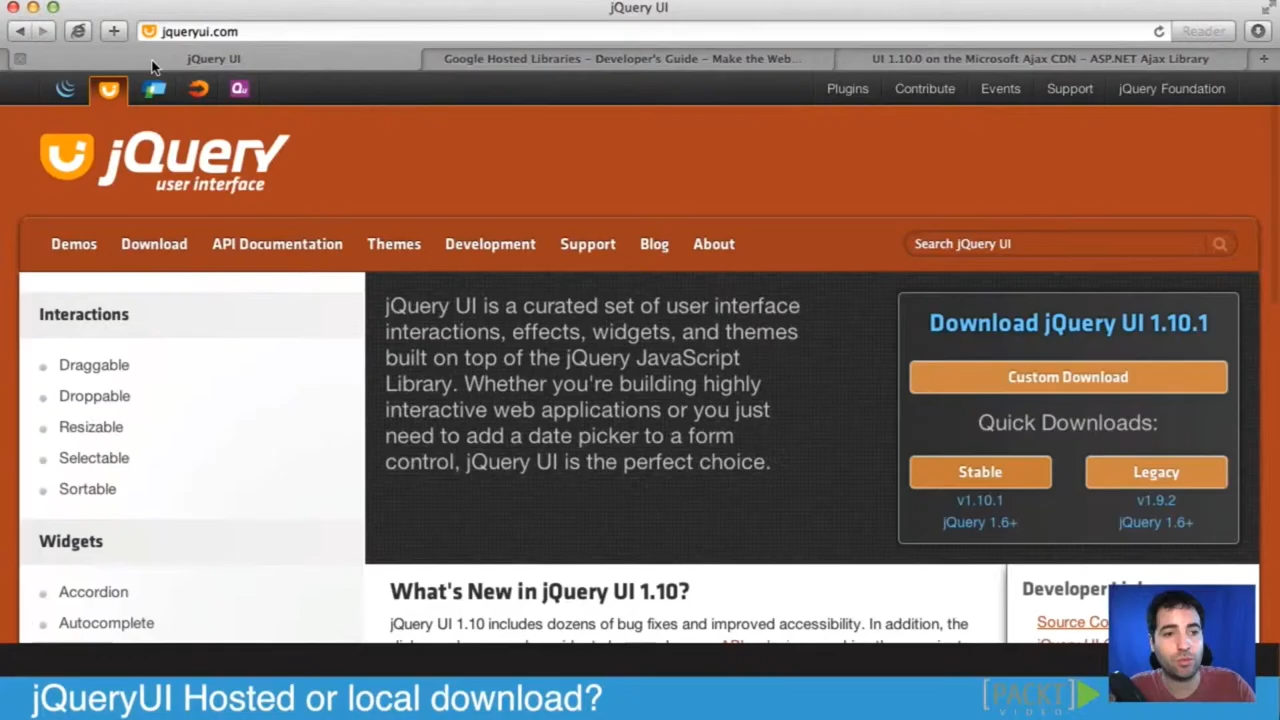 jQuery UI
jqueryui.com
Reader
jQuery UI
Google Hosted Libraries - Developer's Guide - Make the Web...
UI 1.10.0 on the Microsoft Ajax CDN - ASP.NET Ajax Library
Qu
Plugins
Contribute
Events
Support
jQuery Foundation
jQuery
user interface
Demos
Download
API Documentation
Themes
Development
Support
Blog
About
Search jQuery UI
Interactions
Draggable
Droppable
Resizable
Selectable
Sortable
Widgets
Accordion
Autocomplete
jQuery UI is a curated set of user interface
interactions, effects, widgets, and themes
built on top of the jQuery JavaScript
Library. Whether you're building highly
interactive web applications or you just
need to add a date picker to a form
control, jQuery UI is the perfect choice.
Download jQuery UI 1.10.1
Custom Download
Quick Downloads:
Stable
v1.10.1
jQuery 1.6+
Legacy
v1.9.2
jQuery 1.6+
What's New in jQuery UI 1.10?
jQuery UI 1.10 includes dozens of bug fixes and improved accessibility. In addition, the
Developer
Source Co
jQueryUI Hosted or local download?
[PACKT]
VIDEO